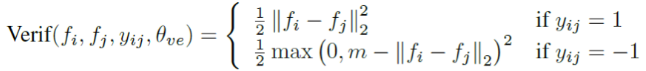 Verif(f_i, f_j, y_{ij}, θ_{ve}) = { ½ ‖f_i − f_j‖₂² if y_{ij} = 1
½ max (0, m − ‖f_i − f_j‖₂)² if y_{ij} = −1